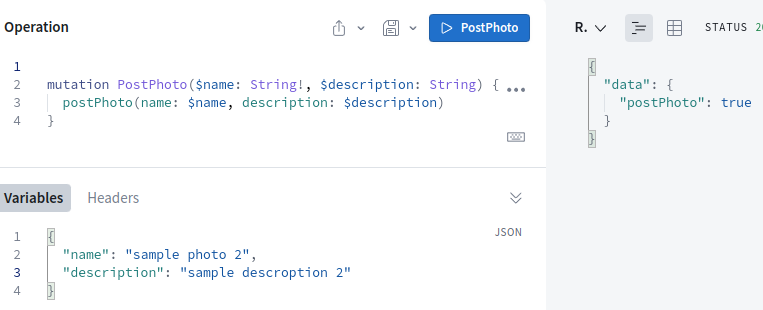 Operation
PostPhoto
1
2 mutation PostPhoto($name: String!, $description: String) {
3 postPhoto(name: $name, description: $description)
4 }
Variables Headers
JSON
1 {
2 "name": "sample photo 2",
3 "description": "sample descroption 2"
4 }
R. STATUS
{
"data": {
"postPhoto": true
}
}